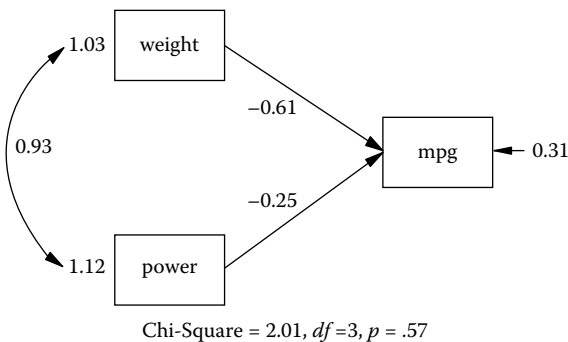 1.03
weight
−0.61
0.93
mpg
0.31
−0.25
1.12
power
Chi-Square = 2.01, df=3, p = .57